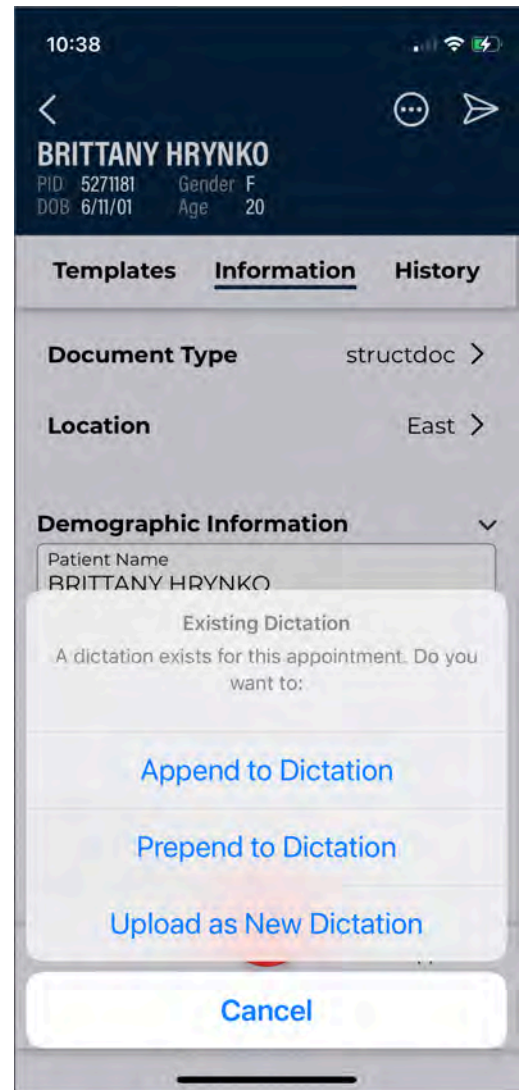 10:38
BRITTANY HRYNKO
PID 5271181 Gender F
DOB 6/11/01 Age 20
Templates Information History
Document Type structdoc
Location East
Demographic Information
Patient Name
BRITTANY HRYNKO
Existing Dictation
A dictation exists for this appointment. Do you
want to:
Append to Dictation
Prepend to Dictation
Upload as New Dictation
Cancel